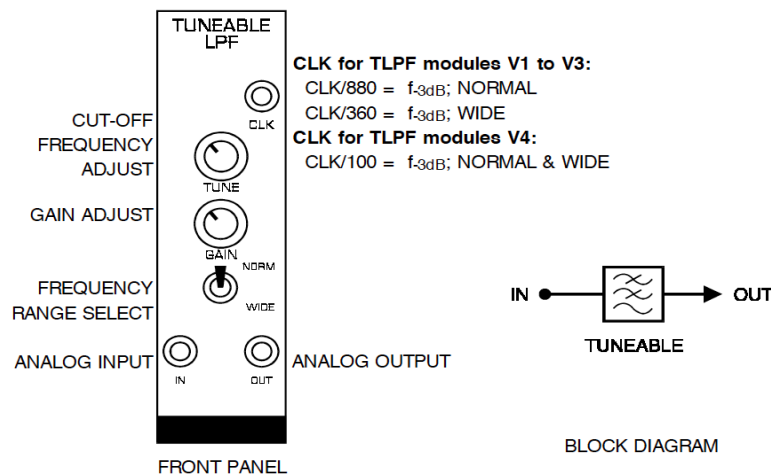 TUNEABLE
LPF
CLK for TLPF modules V1 to V3:
CLK/880 = f-3dB; NORMAL
CLK/360 = f-3dB; WIDE
CLK for TLPF modules V4:
CLK/100 = f-3dB; NORMAL & WIDE
CLK
CUT-OFF
FREQUENCY
ADJUST
TUNE
GAIN ADJUST
GAIN
NORM
FREQUENCY
RANGE SELECT
WIDE
ANALOG INPUT
IN
OUT
ANALOG OUTPUT
FRONT PANEL
IN
OUT
TUNEABLE
BLOCK DIAGRAM